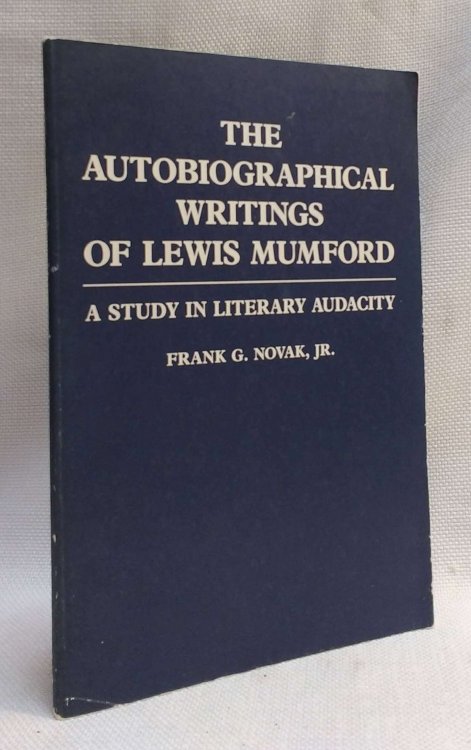 THE
AUTOBIOGRAPHICAL
WRITINGS
OF LEWIS MUMFORD
A STUDY IN LITERARY AUDACITY
FRANK G. NOVAK, JR.